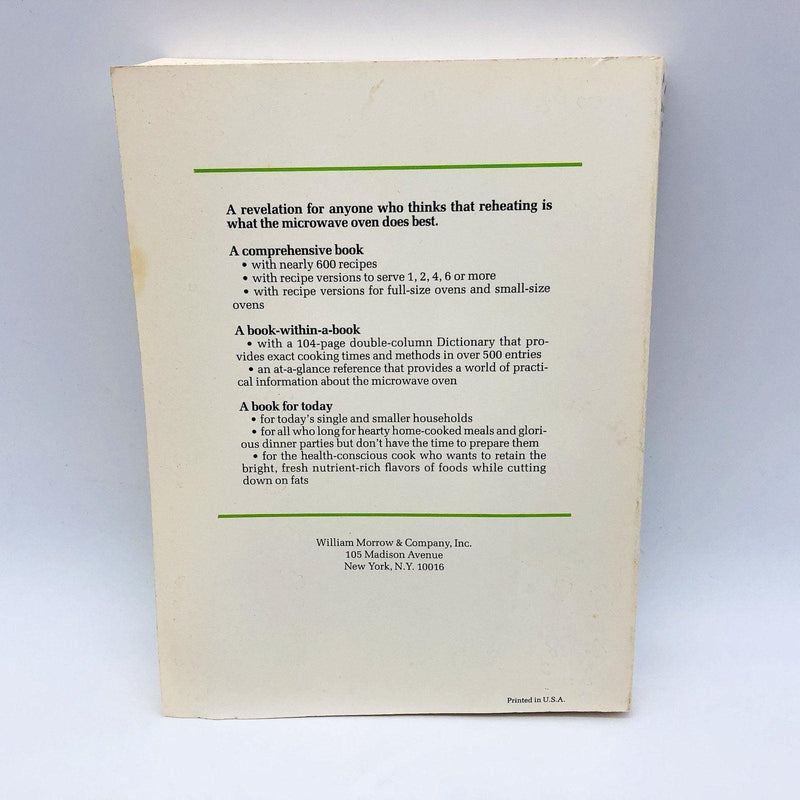 A revelation for anyone who thinks that reheating is
what the microwave oven does best.
A comprehensive book
• with nearly 600 recipes
• with recipe versions to serve 1, 2, 4, 6 or more
• with recipe versions for full-size ovens and small-size
ovens
A book-within-a-book
• with a 104-page double-column Dictionary that pro-
vides exact cooking times and methods in over 500 entries
• an at-a-glance reference that provides a world of practi-
cal information about the microwave oven
A book for today
• for today's single and smaller households
• for all who long for hearty home-cooked meals and glori-
ous dinner parties but don't have the time to prepare them
• for the health-conscious cook who wants to retain the
bright, fresh nutrient-rich flavors of foods while cutting
down on fats
William Morrow & Company, Inc.
105 Madison Avenue
New York, N.Y. 10016
Printed in U.S.A.